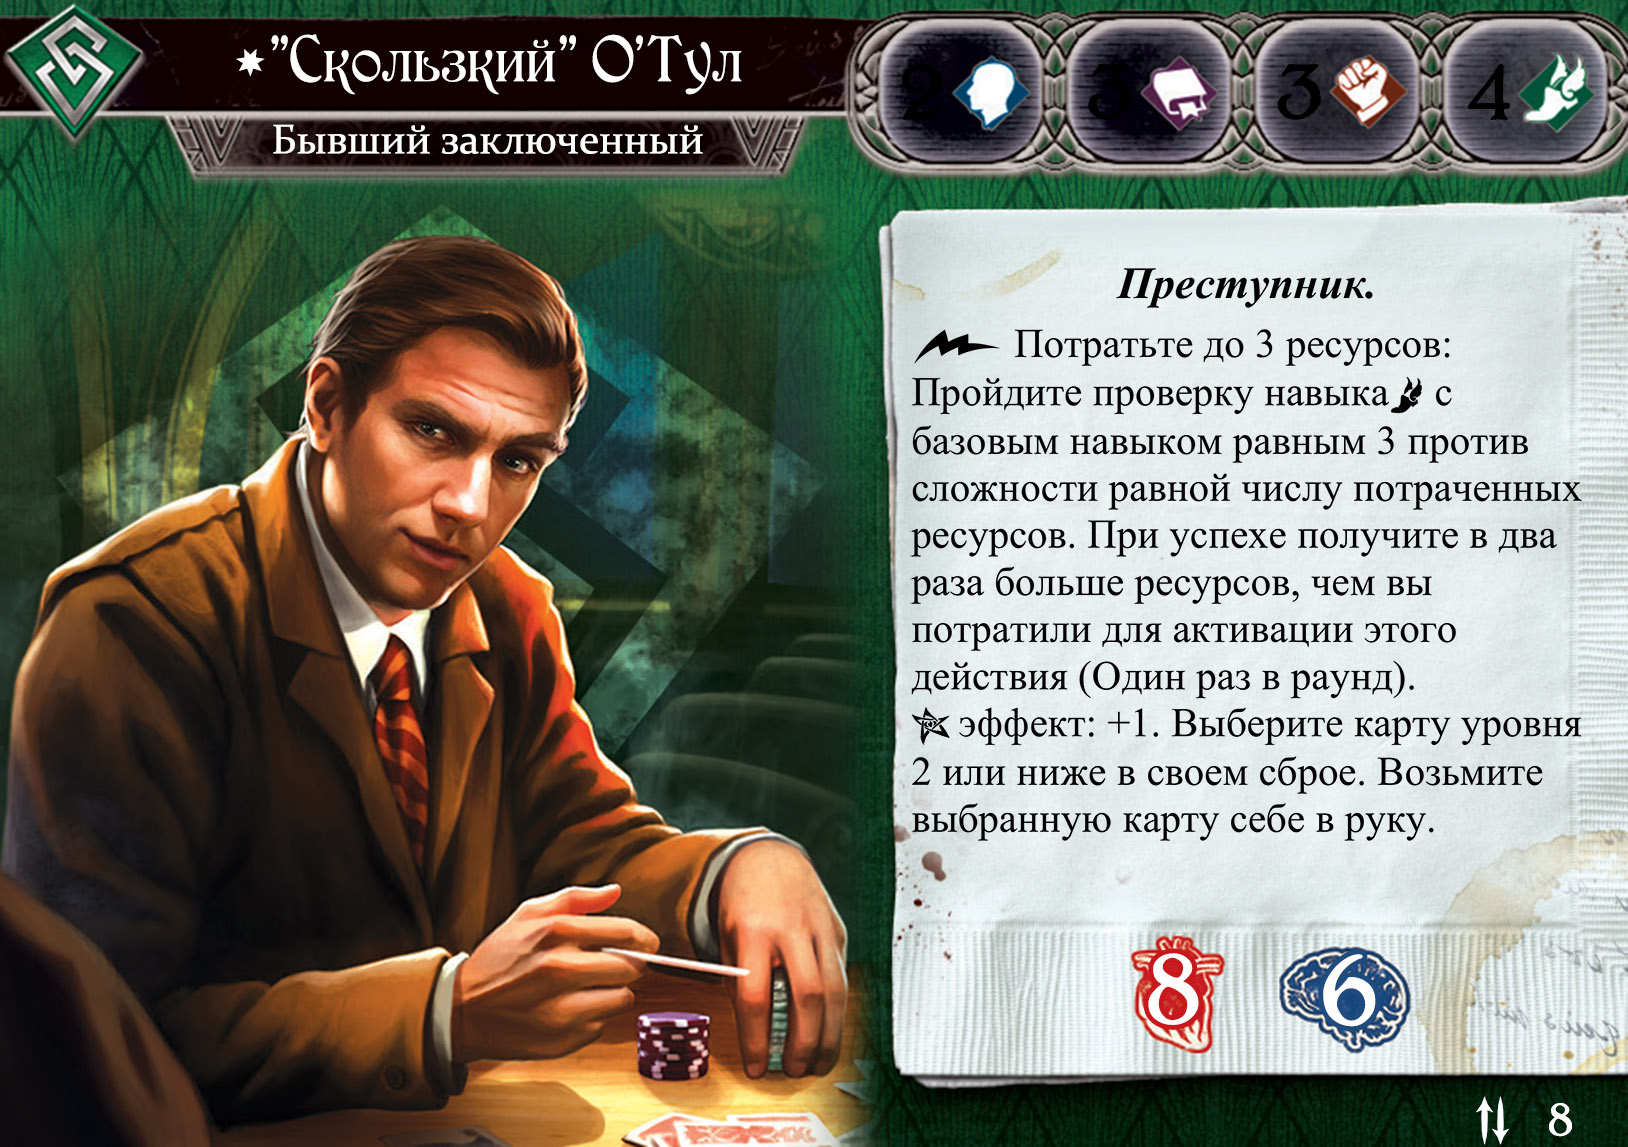 "Скользкий" О'Тул
2 3 3 4
Бывший заключенный
Преступник.
Потратьте до 3 ресурсов:
Пройдите проверку навыка с
базовым навыком равным 3 против
сложности равной числу потраченных
ресурсов. При успехе получите в два
раза больше ресурсов, чем вы
потратили для активации этого
действия (Один раз в раунд).
эффект: +1. Выберите карту уровня
2 или ниже в своем сбросе. Возьмите
выбранную карту себе в руку.
8 6
8